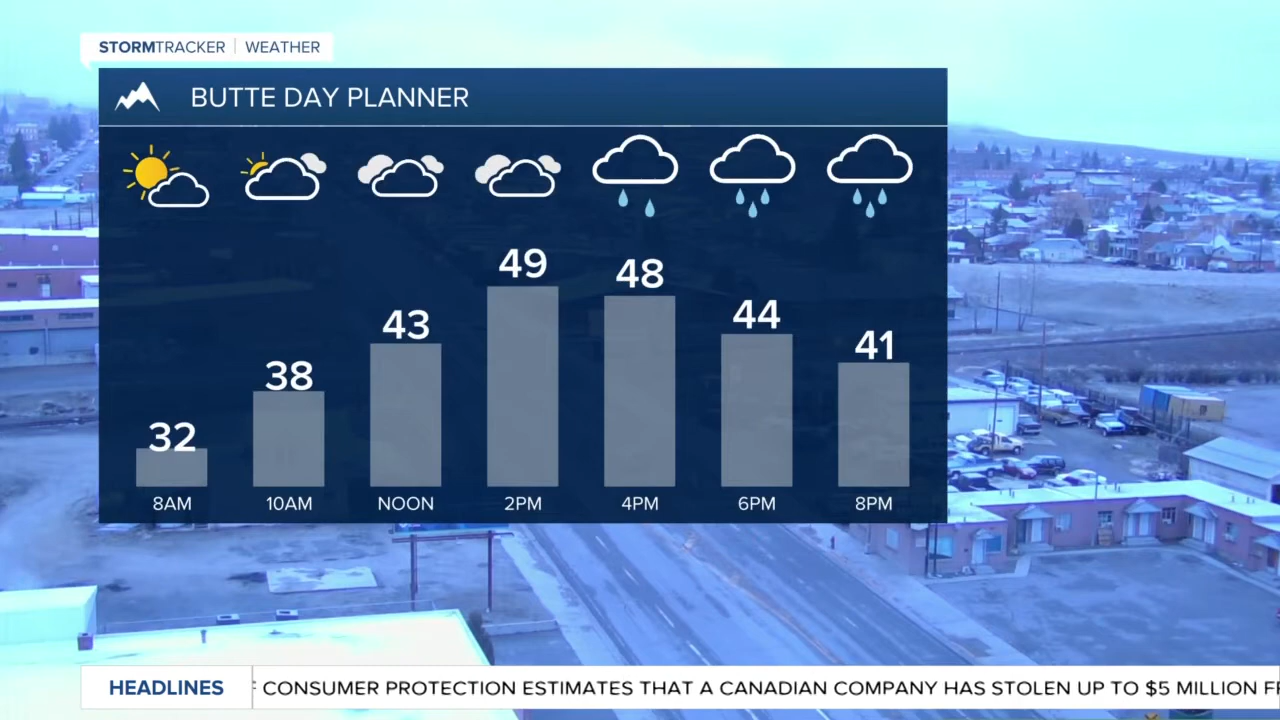 STORMTRACKER | WEATHER
BUTTE DAY PLANNER
32 38 43 49 48 44 41
8AM 10AM NOON 2PM 4PM 6PM 8PM
HEADLINES CONSUMER PROTECTION ESTIMATES THAT A CANADIAN COMPANY HAS STOLEN UP TO $5 MILLION